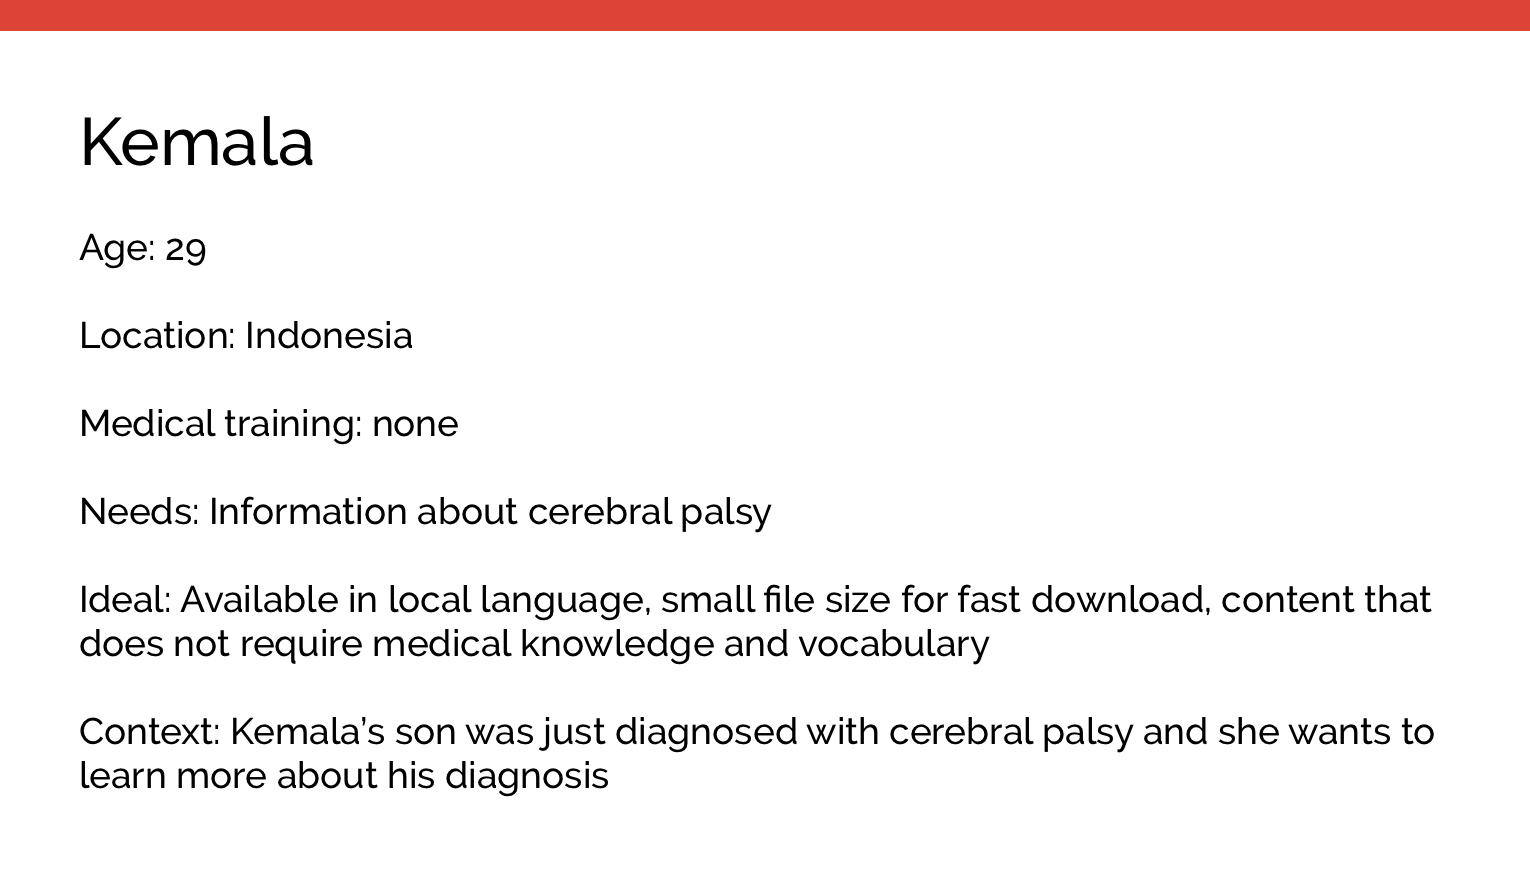 Kemala
Age: 29
Location: Indonesia
Medical training: none
Needs: Information about cerebral palsy
Ideal: Available in local language, small file size for fast download, content that
does not require medical knowledge and vocabulary
Context: Kemala’s son was just diagnosed with cerebral palsy and she wants to
learn more about his diagnosis